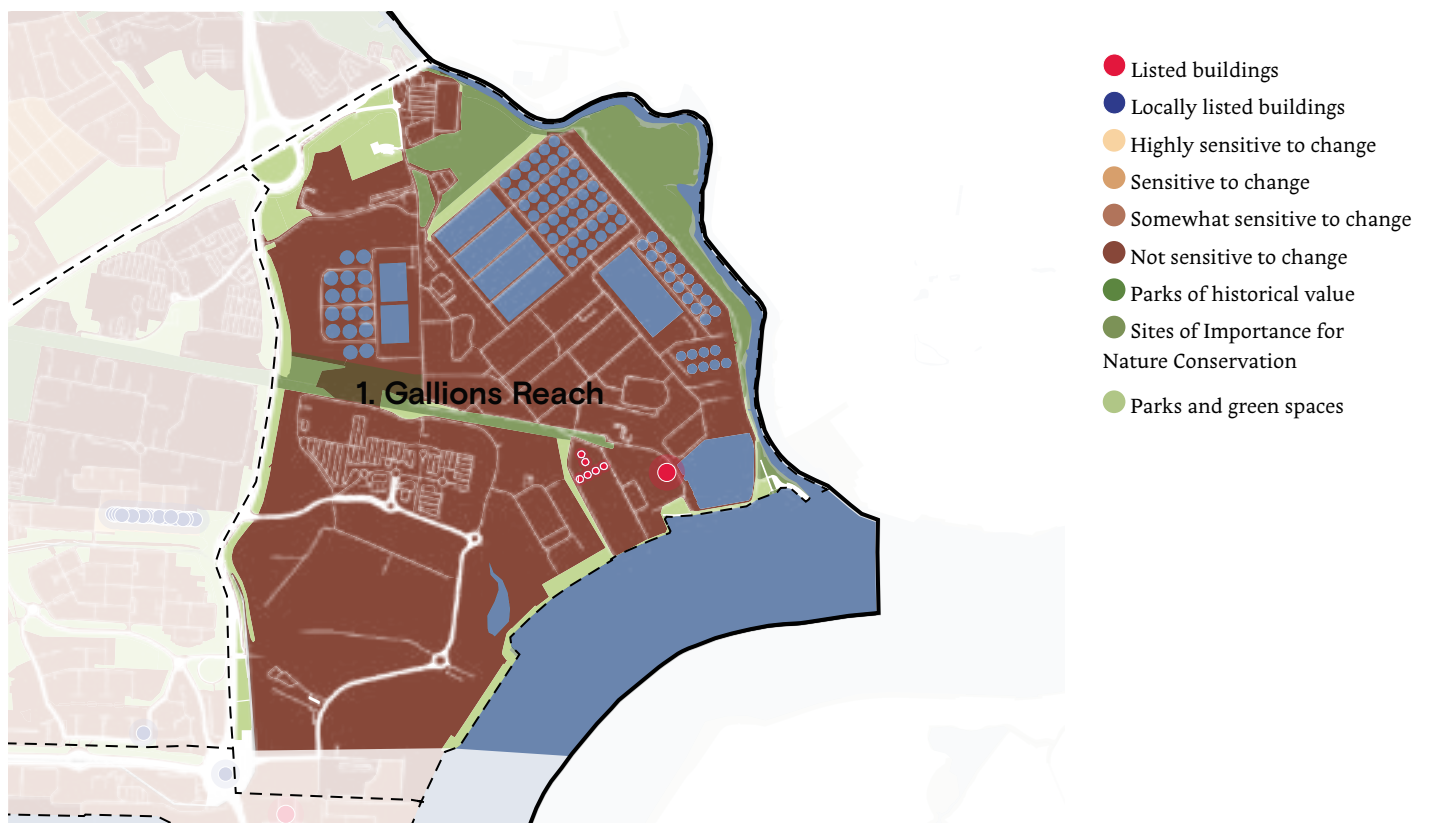 Listed buildings
Locally listed buildings
Highly sensitive to change
Sensitive to change
Somewhat sensitive to change
Not sensitive to change
Parks of historical value
Sites of Importance for
Nature Conservation
Parks and green spaces
1. Gallions Reach